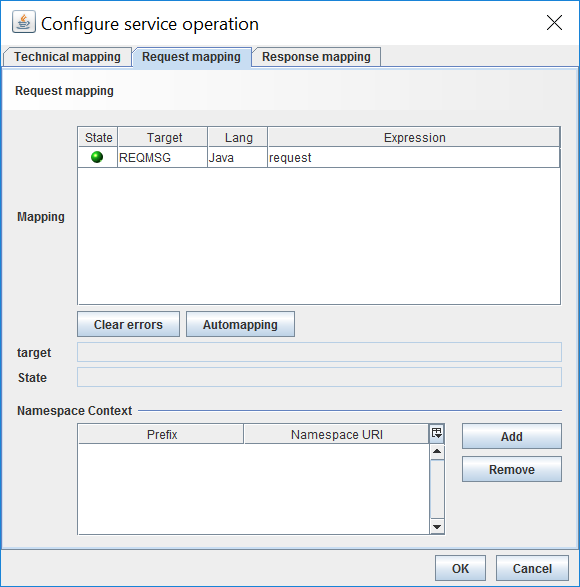 Configure service operation
Technical mapping Request mapping Response mapping
Request mapping
State Target Lang Expression
REQMSG Java request
Mapping
Clear errors Automapping
target
State
Namespace Context
Prefix Namespace URI
Add
Remove
OK Cancel